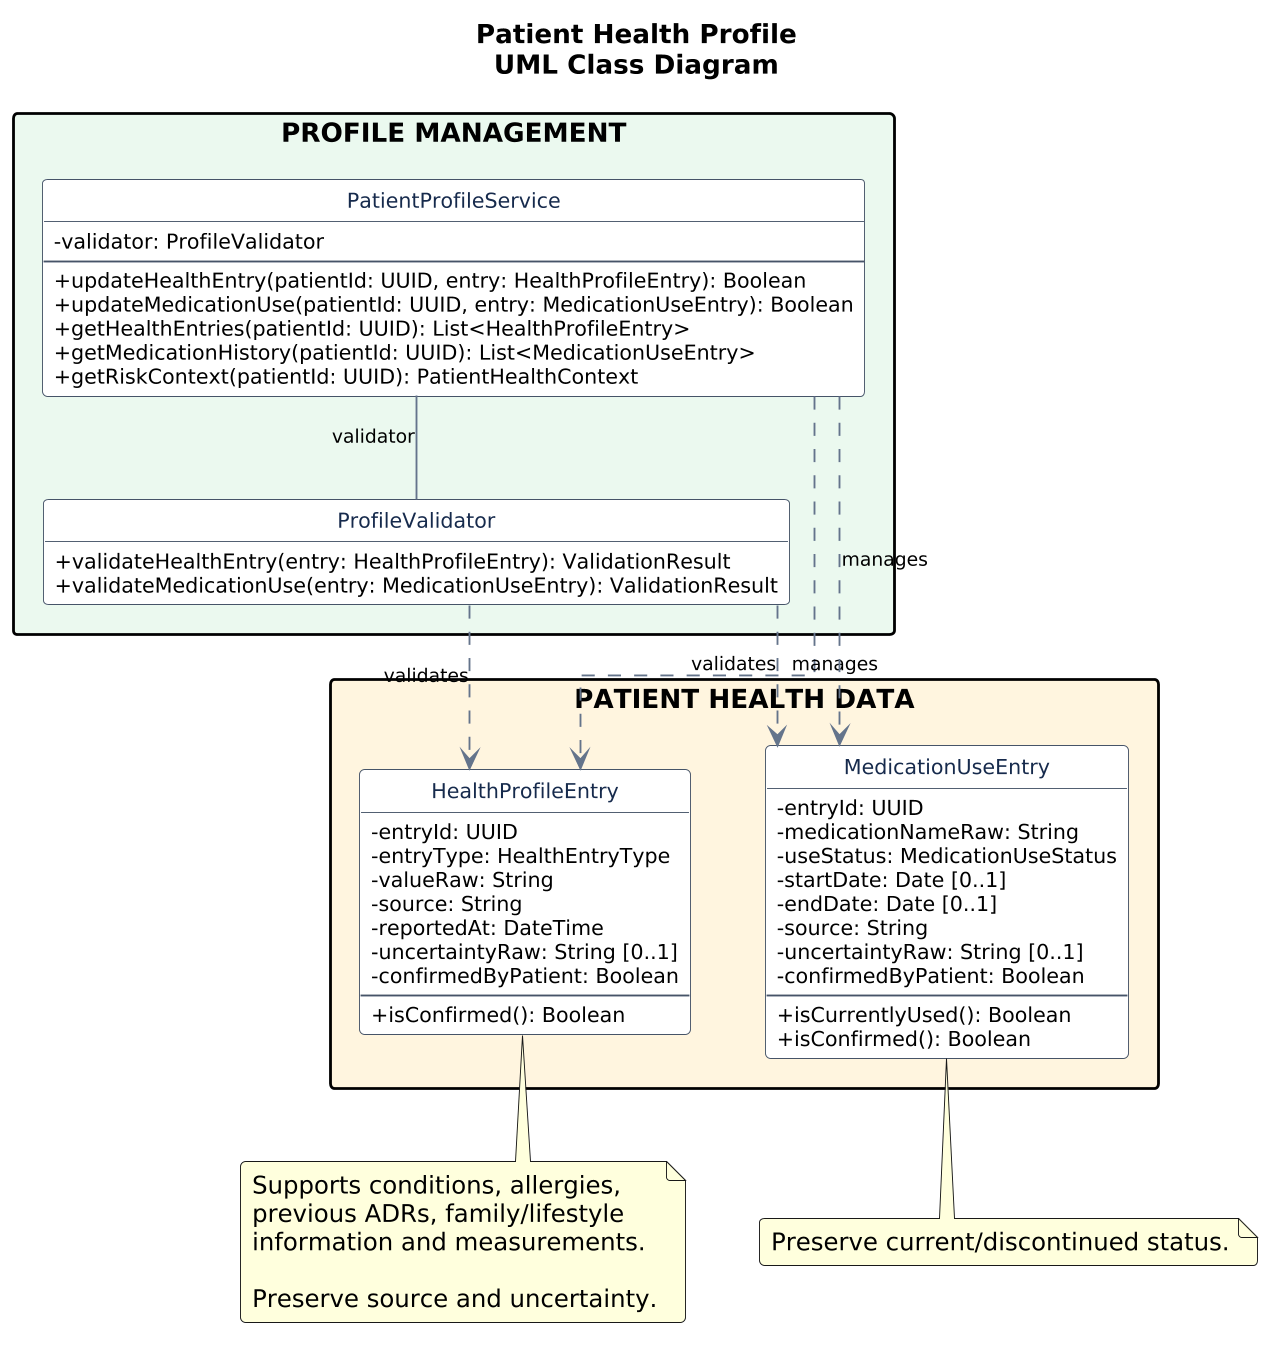 Patient Health Profile
UML Class Diagram
PROFILE MANAGEMENT
PatientProfileService
-validator: ProfileValidator
+updateHealthEntry(patientId: UUID, entry: HealthProfileEntry): Boolean
+updateMedicationUse(patientId: UUID, entry: MedicationUseEntry): Boolean
+getHealthEntries(patientId: UUID): List<HealthProfileEntry>
+getMedicationHistory(patientId: UUID): List<MedicationUseEntry>
+getRiskContext(patientId: UUID): PatientHealthContext
validator
ProfileValidator
+validateHealthEntry(entry: HealthProfileEntry): ValidationResult
+validateMedicationUse(entry: MedicationUseEntry): ValidationResult
manages
validates
validates
manages
PATIENT HEALTH DATA
HealthProfileEntry
-entryId: UUID
-entryType: HealthEntryType
-valueRaw: String
-source: String
-reportedAt: DateTime
-uncertaintyRaw: String [0..1]
-confirmedByPatient: Boolean
+isConfirmed(): Boolean
MedicationUseEntry
-entryId: UUID
-medicationNameRaw: String
-useStatus: MedicationUseStatus
-startDate: Date [0..1]
-endDate: Date [0..1]
-source: String
-uncertaintyRaw: String [0..1]
-confirmedByPatient: Boolean
+isCurrentlyUsed(): Boolean
+isConfirmed(): Boolean
Supports conditions, allergies,
previous ADRs, family/lifestyle
information and measurements.
Preserve source and uncertainty.
Preserve current/discontinued status.